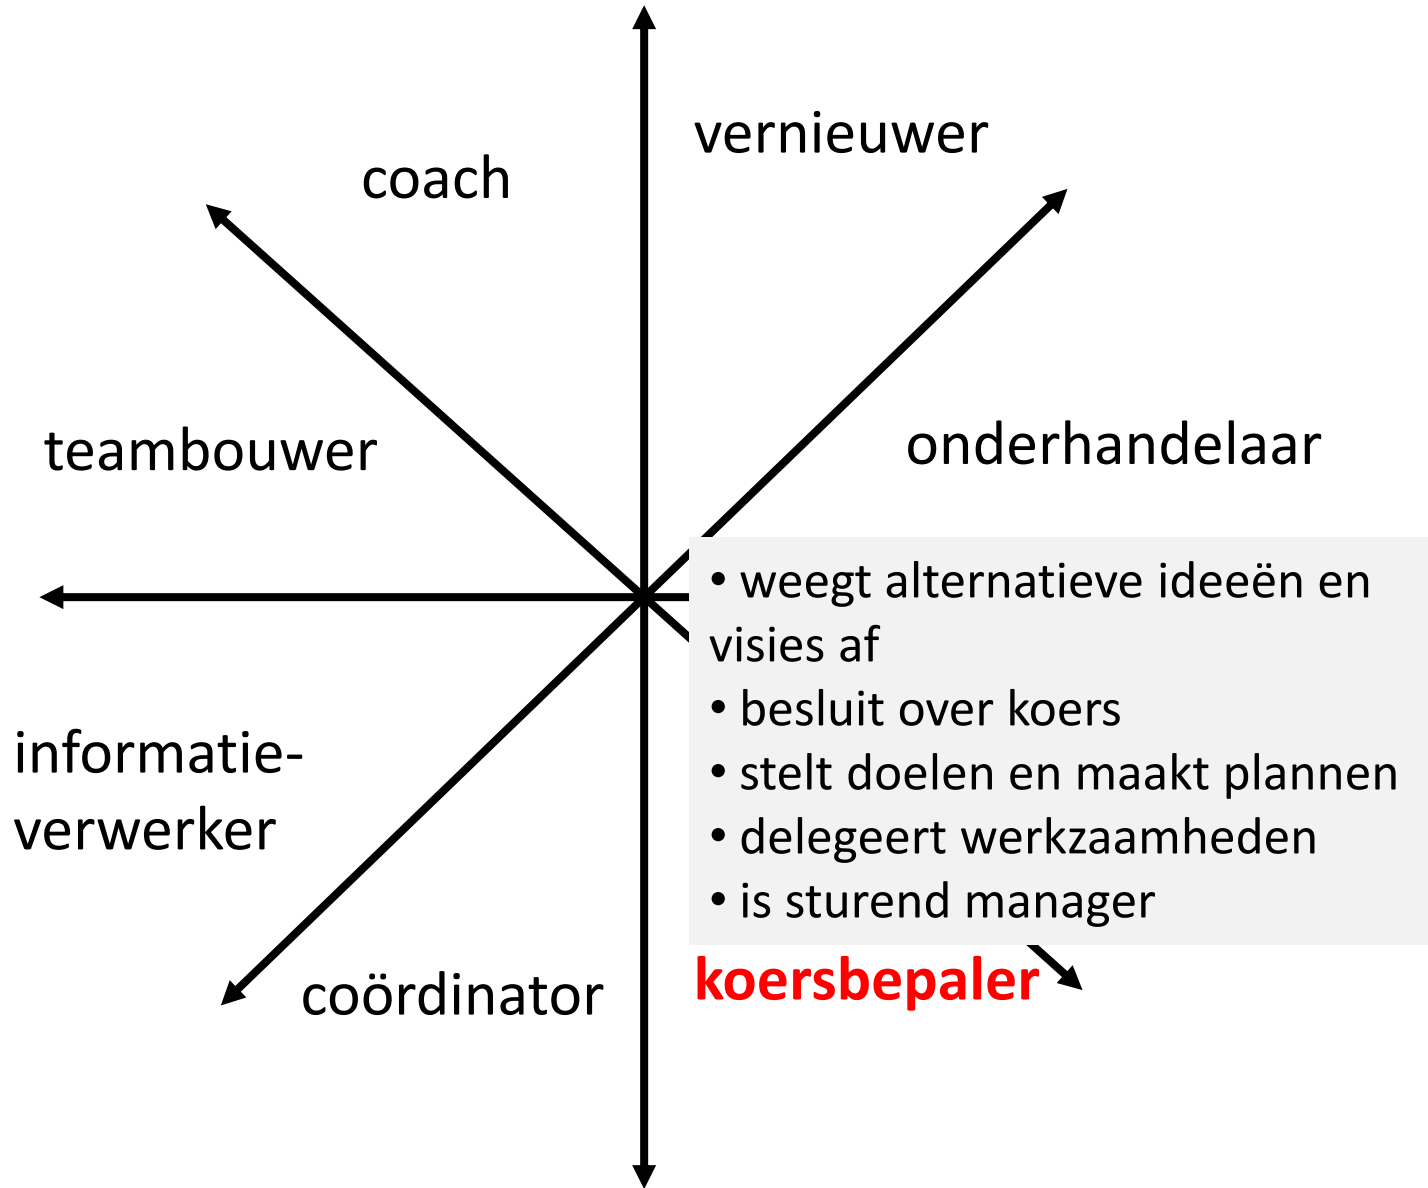 vernieuwer
coach
teambouwer
onderhandelaar
• weegt alternatieve ideeën en
visies af
• besluit over koers
• stelt doelen en maakt plannen
• delegeert werkzaamheden
• is sturend manager
informatie-
verwerker
koersbepaler
coördinator